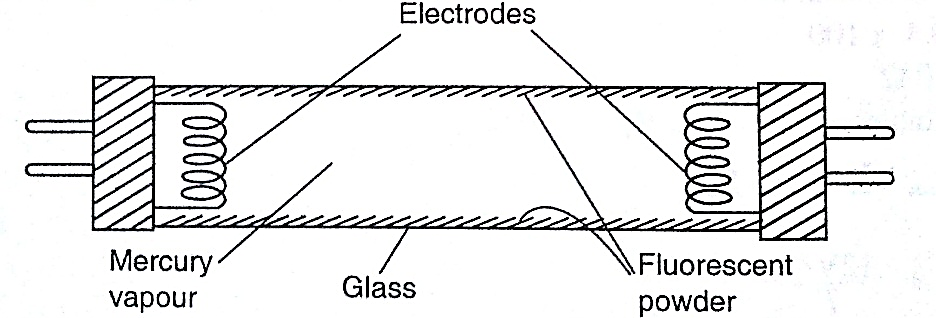 Electrodes
Mercury
vapour
Glass
Fluorescent
powder